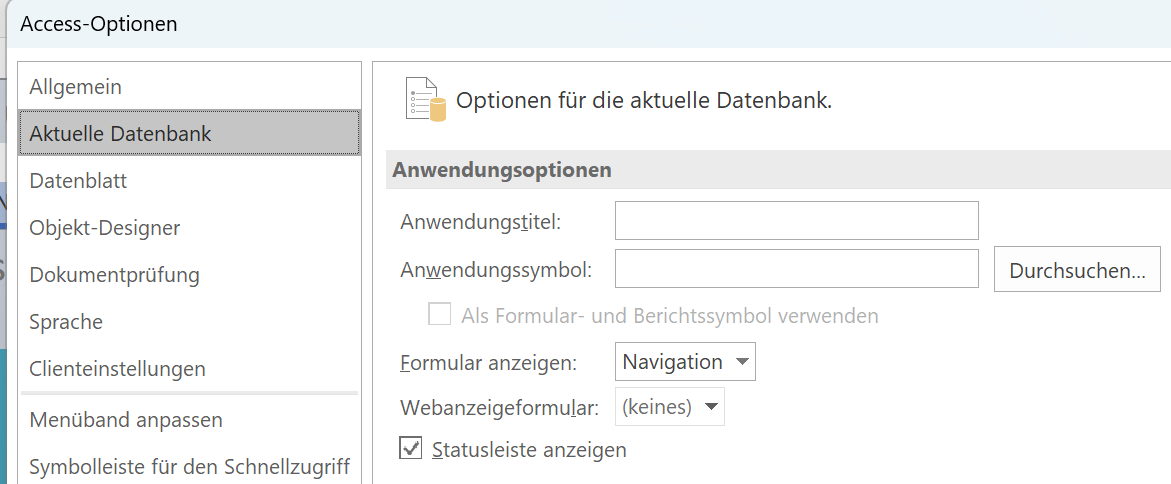 Access-Optionen
Allgemein
Aktuelle Datenbank
Datenblatt
Objekt-Designer
Dokumentprüfung
Sprache
Clienteinstellungen
Menüband anpassen
Symbolleiste für den Schnellzugriff
Optionen für die aktuelle Datenbank.
Anwendungsoptionen
Anwendungstitel:
Anwendungssymbol:
Durchsuchen...
Als Formular- und Berichtssymbol verwenden
Formular anzeigen: Navigation
Webanzeigeformular: (keines)
Statusleiste anzeigen